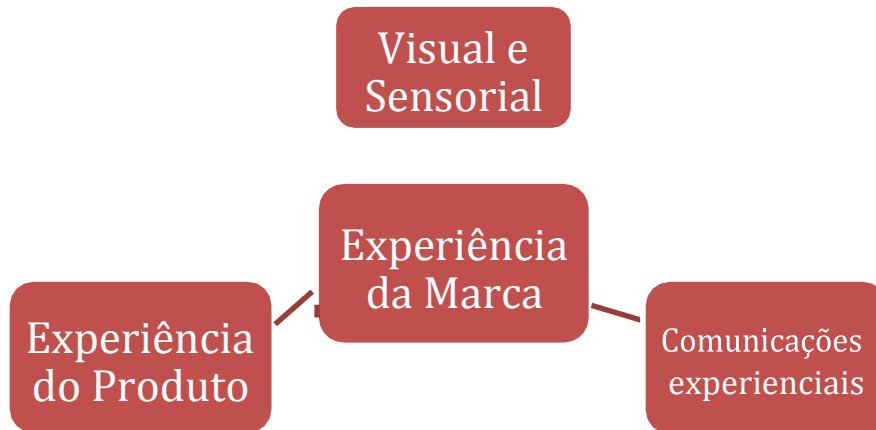 Visual e
Sensorial
Experiência
da Marca
Experiência
do Produto
Comunicações
experienciais